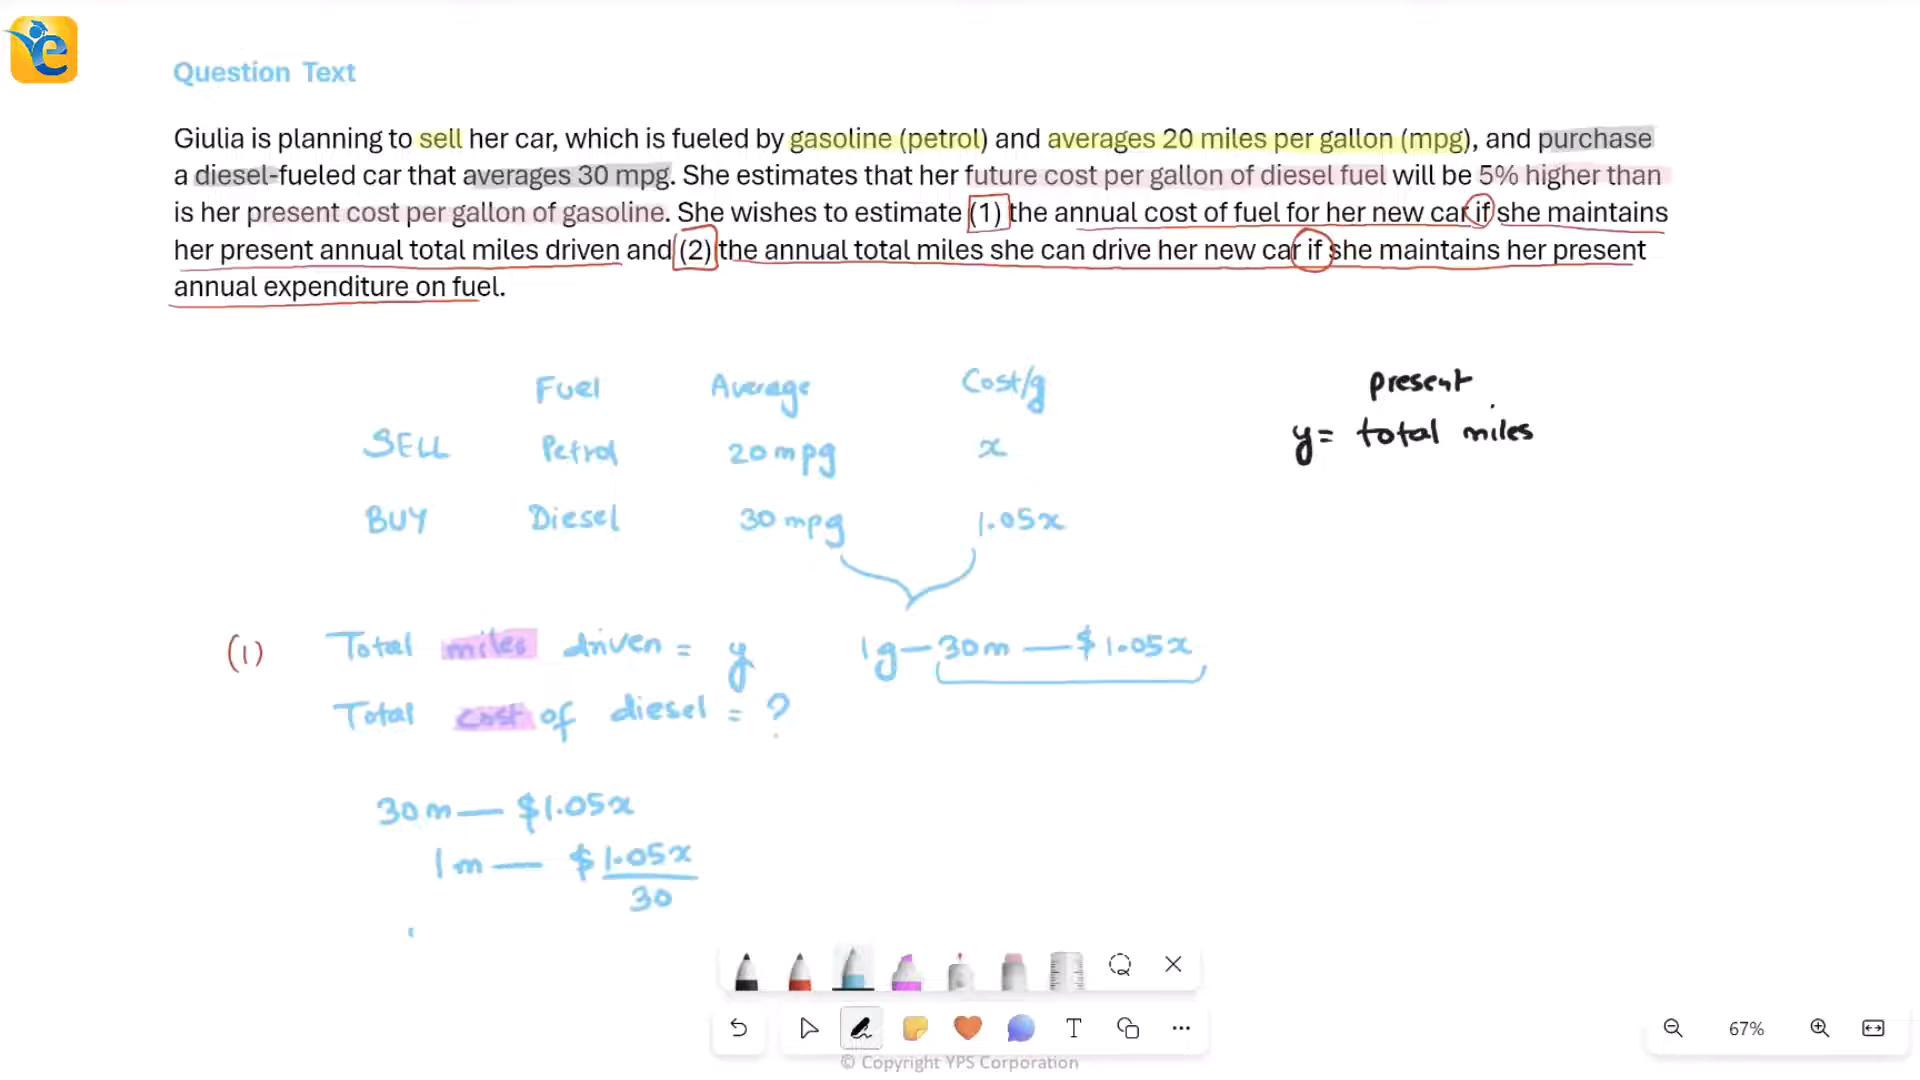 Question Text
Giulia is planning to sell her car, which is fueled by gasoline (petrol) and averages 20 miles per gallon (mpg), and purchase
a diesel-fueled car that averages 30 mpg. She estimates that her future cost per gallon of diesel fuel will be 5% higher than
is her present cost per gallon of gasoline. She wishes to estimate (1) the annual cost of fuel for her new car if she maintains
her present annual total miles driven and (2) the annual total miles she can drive her new car if she maintains her present
annual expenditure on fuel.
Fuel Average Cost/g
SELL Petrol 20 mpg x
BUY Diesel 30 mpg 1.05x
present
y = total miles
(1) Total miles driven = y
1g — 30m — $1.05x
Total cost of diesel = ?
30m — $1.05x
1m — $1.05x
30
T
67%
© Copyright YPS Corporation
e